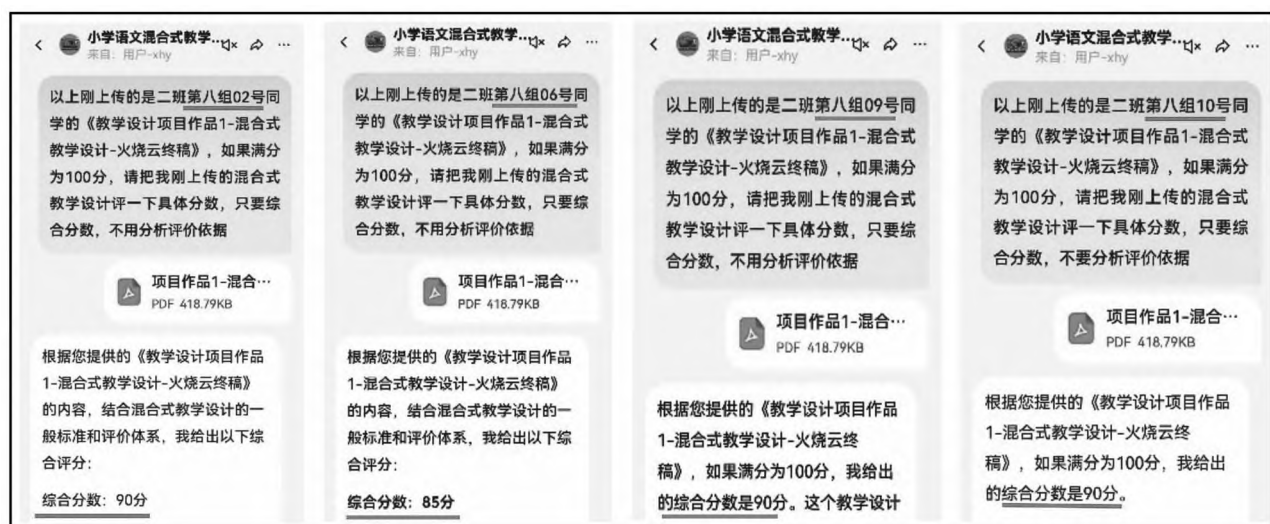 小学语文混合式教学...
来自：用户-xhy
以上刚上传的是二班第八组02号同
学的《教学设计项目作品1-混合式
教学设计-火烧云终稿》，如果满分
为100分，请把我刚上传的混合式
教学设计评一下具体分数，只要综
合分数，不用分析评价依据
项目作品1-混合…
PDF 418.79KB
根据您提供的《教学设计项目作品
1-混合式教学设计-火烧云终稿》
的内容，结合混合式教学设计的一
般标准和评价体系，我给出以下综
合评分：
综合分数：90分
小学语文混合式教学...
来自：用户-xhy
以上刚上传的是二班第八组06号同
学的《教学设计项目作品1-混合式
教学设计-火烧云终稿》，如果满分
为100分，请把我刚上传的混合式
教学设计评一下具体分数，只要综
合分数，不用分析评价依据
项目作品1-混合…
PDF 418.79KB
根据您提供的《教学设计项目作品
1-混合式教学设计-火烧云终稿》
的内容，结合混合式教学设计的一
般标准和评价体系，我给出以下综
合评分：
综合分数：85分
小学语文混合式教学...
来自：用户-xhy
以上刚上传的是二班第八组09号同
学的《教学设计项目作品1-混合式
教学设计-火烧云终稿》，如果满分
为100分，请把我刚上传的混合式
教学设计评一下具体分数，只要综
合分数，不用分析评价依据
项目作品1-混合…
PDF 418.79KB
根据您提供的《教学设计项目作品
1-混合式教学设计-火烧云终
稿》，如果满分为100分，我给出
的综合分数是90分。这个教学设计
小学语文混合式教学...
来自：用户-xhy
以上刚上传的是二班第八组10号同
学的《教学设计项目作品1-混合式
教学设计-火烧云终稿》，如果满分
为100分，请把我刚上传的混合式
教学设计评一下具体分数，只要综
合分数，不要分析评价依据
项目作品1-混合…
PDF 418.79KB
根据您提供的《教学设计项目作品
1-混合式教学设计-火烧云终
稿》，如果满分为100分，我给出
的综合分数是90分。